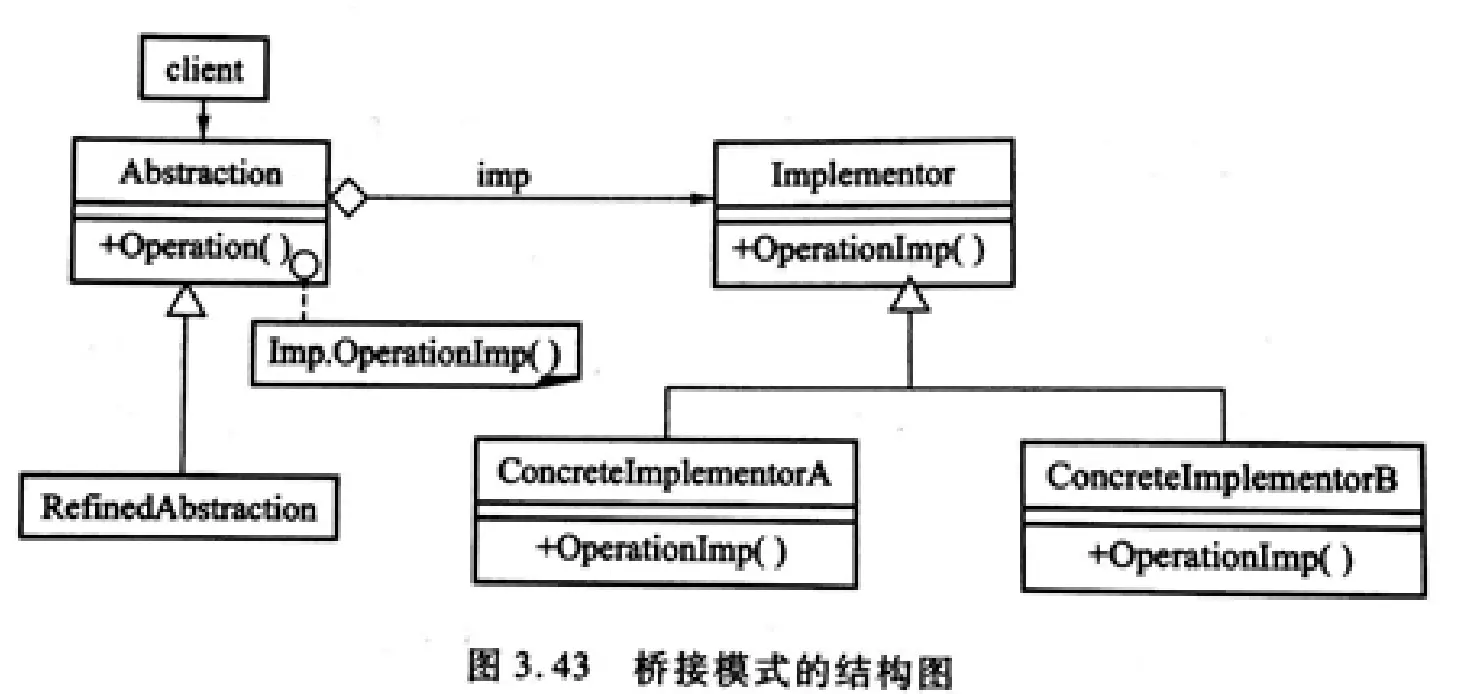 client
Abstraction
imp
Implementor
+Operation( )
+OperationImp( )
Imp.OperationImp( )
RefinedAbstraction
ConcreteImplementorA
+OperationImp( )
ConcreteImplementorB
+OperationImp( )
图 3.43 桥接模式的结构图